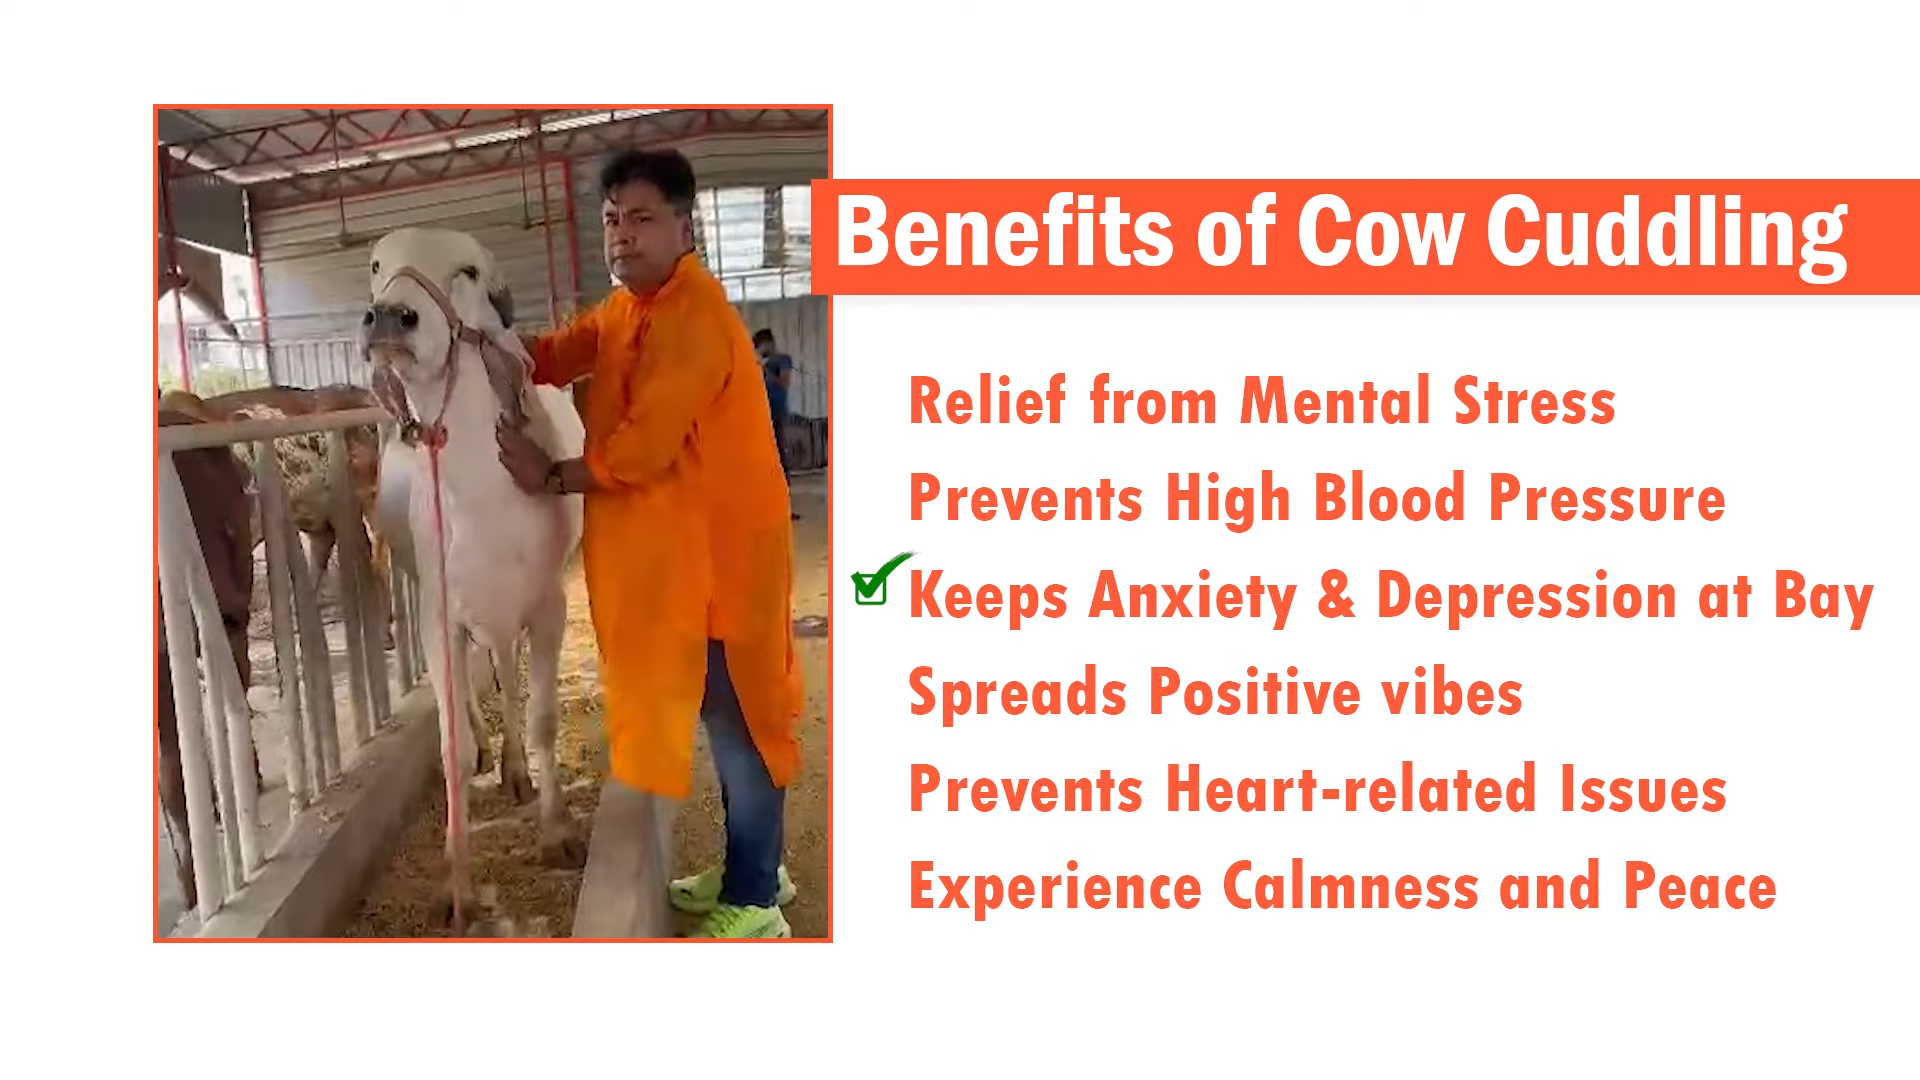 Benefits of Cow Cuddling
Relief from Mental Stress
Prevents High Blood Pressure
Keeps Anxiety & Depression at Bay
Spreads Positive vibes
Prevents Heart-related Issues
Experience Calmness and Peace